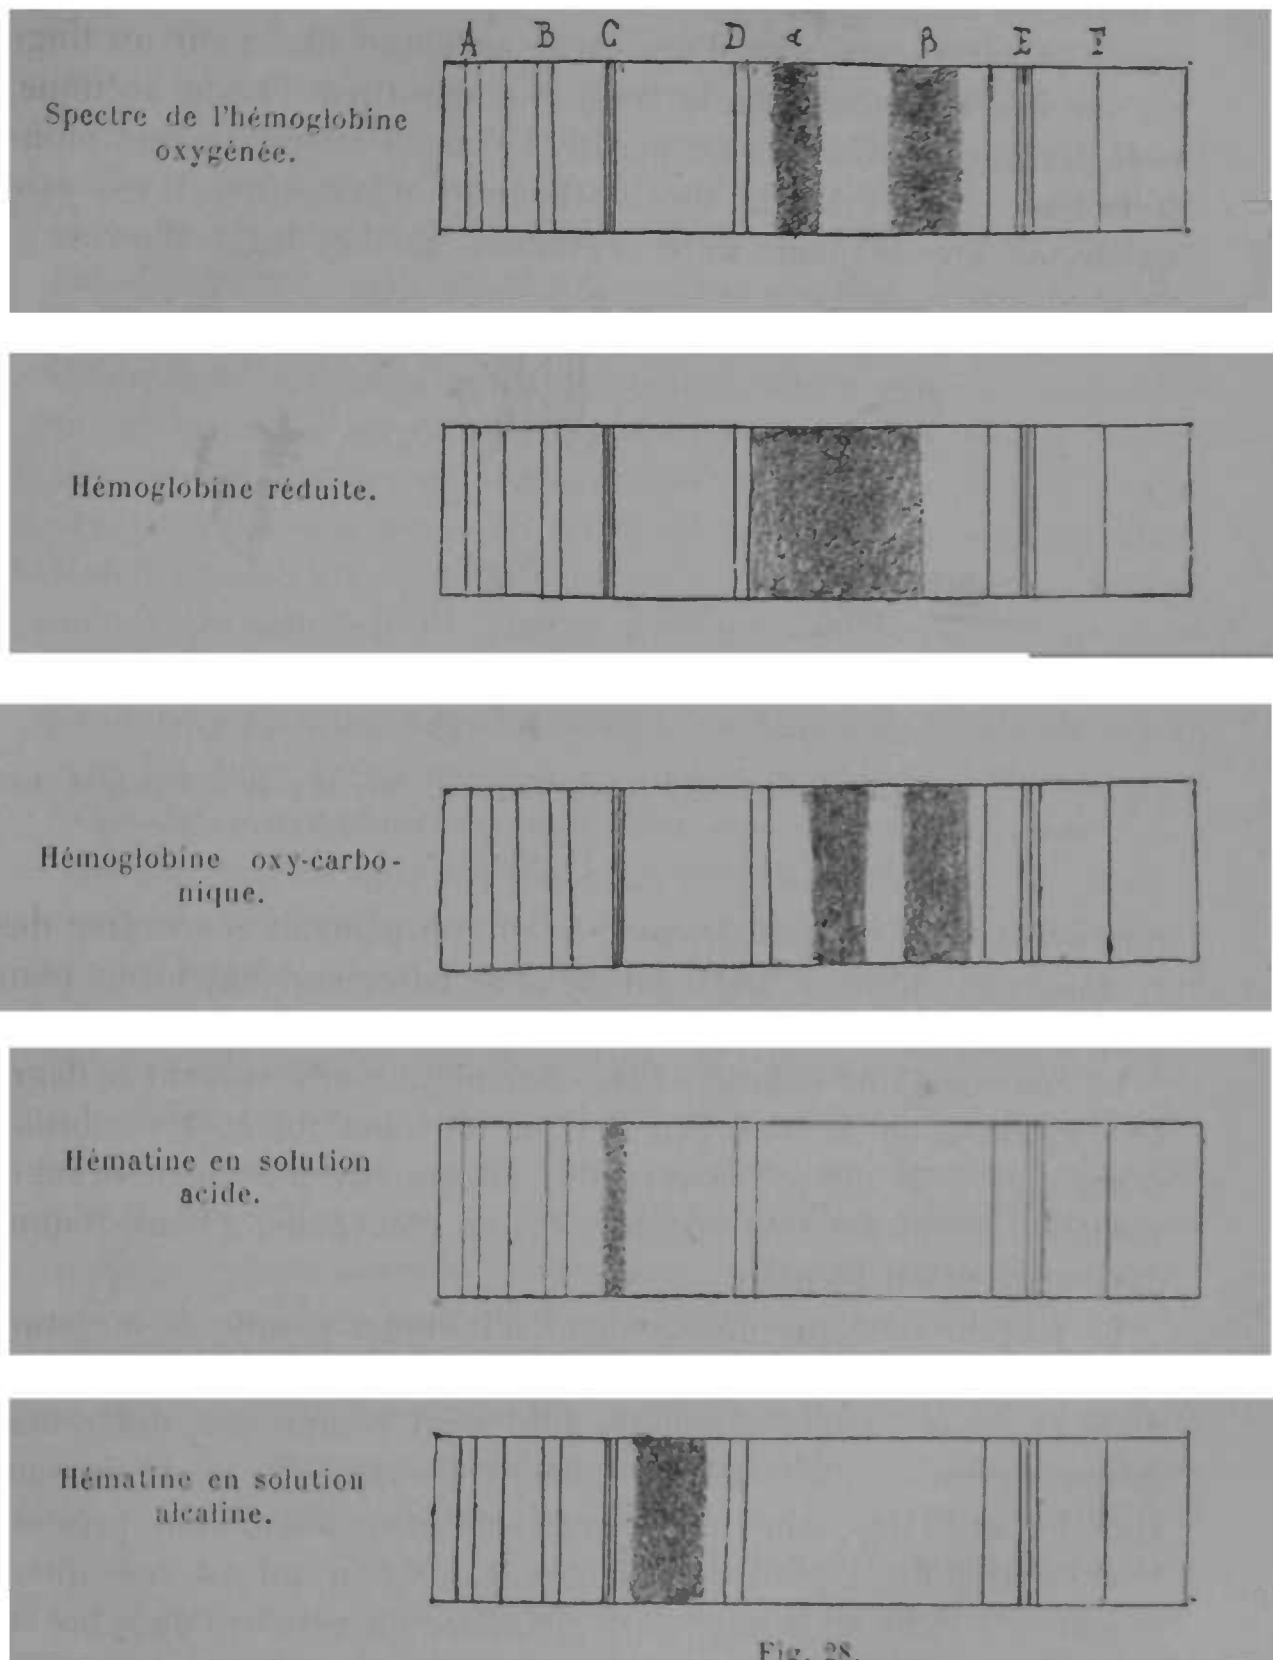 A B C D α β E F
Spectre de l'hémoglobine
oxygénée.
Hémoglobine réduite.
Hémoglobine oxy-carbo-
nique.
Hématine en solution
acide.
Hématine en solution
alcaline.
Fig. 28.